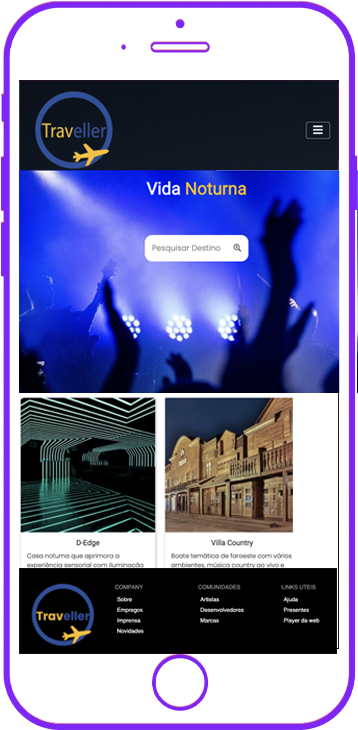 Traveller
Vida Noturna
Pesquisar Destino
D-Edge
Casa noturna que aprimora a
experiência sensorial com iluminação
Villa Country
Boate temática de faroeste com vários
ambientes, música country ao vivo e
Traveller
COMPANY
Sobre
Empregos
Imprensa
Novidades
COMUNIDADES
Artistas
Desenvolvedores
Marcas
LINKS UTEIS
Ajuda
Presentes
Player da web